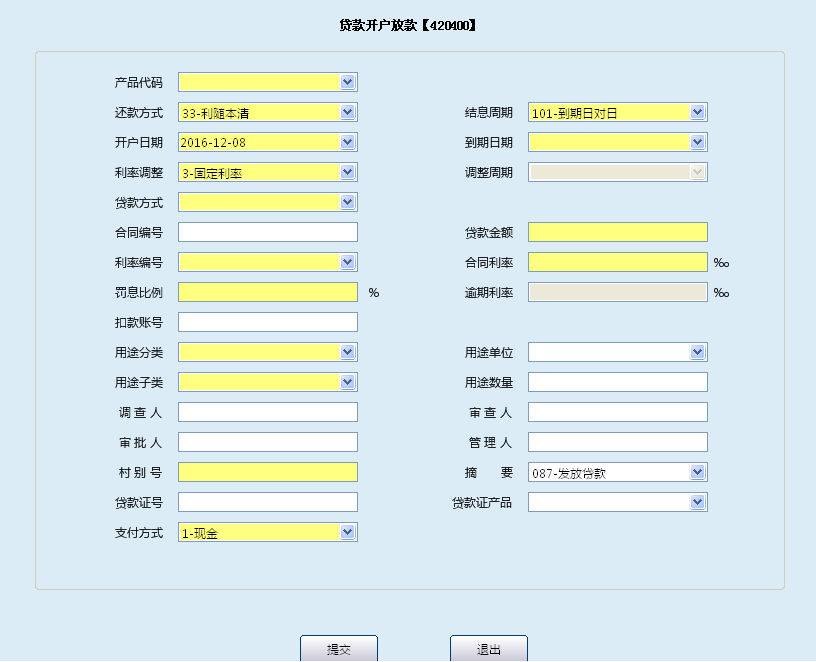 贷款开户放款【420400】
产品代码
还款方式 33-利随本清 结息周期 101-到期日对日
开户日期 2016-12-08 到期日期
利率调整 3-固定利率 调整周期
贷款方式
合同编号 贷款金额
利率编号 合同利率 ‰
罚息比例 % 逾期利率 ‰
扣款账号
用途分类 用途单位
用途子类 用途数量
调 查 人 审 查 人
审 批 人 管 理 人
村 别 号 摘 要 087-发放贷款
贷款证号 贷款证产品
支付方式 1-现金
提交 退出